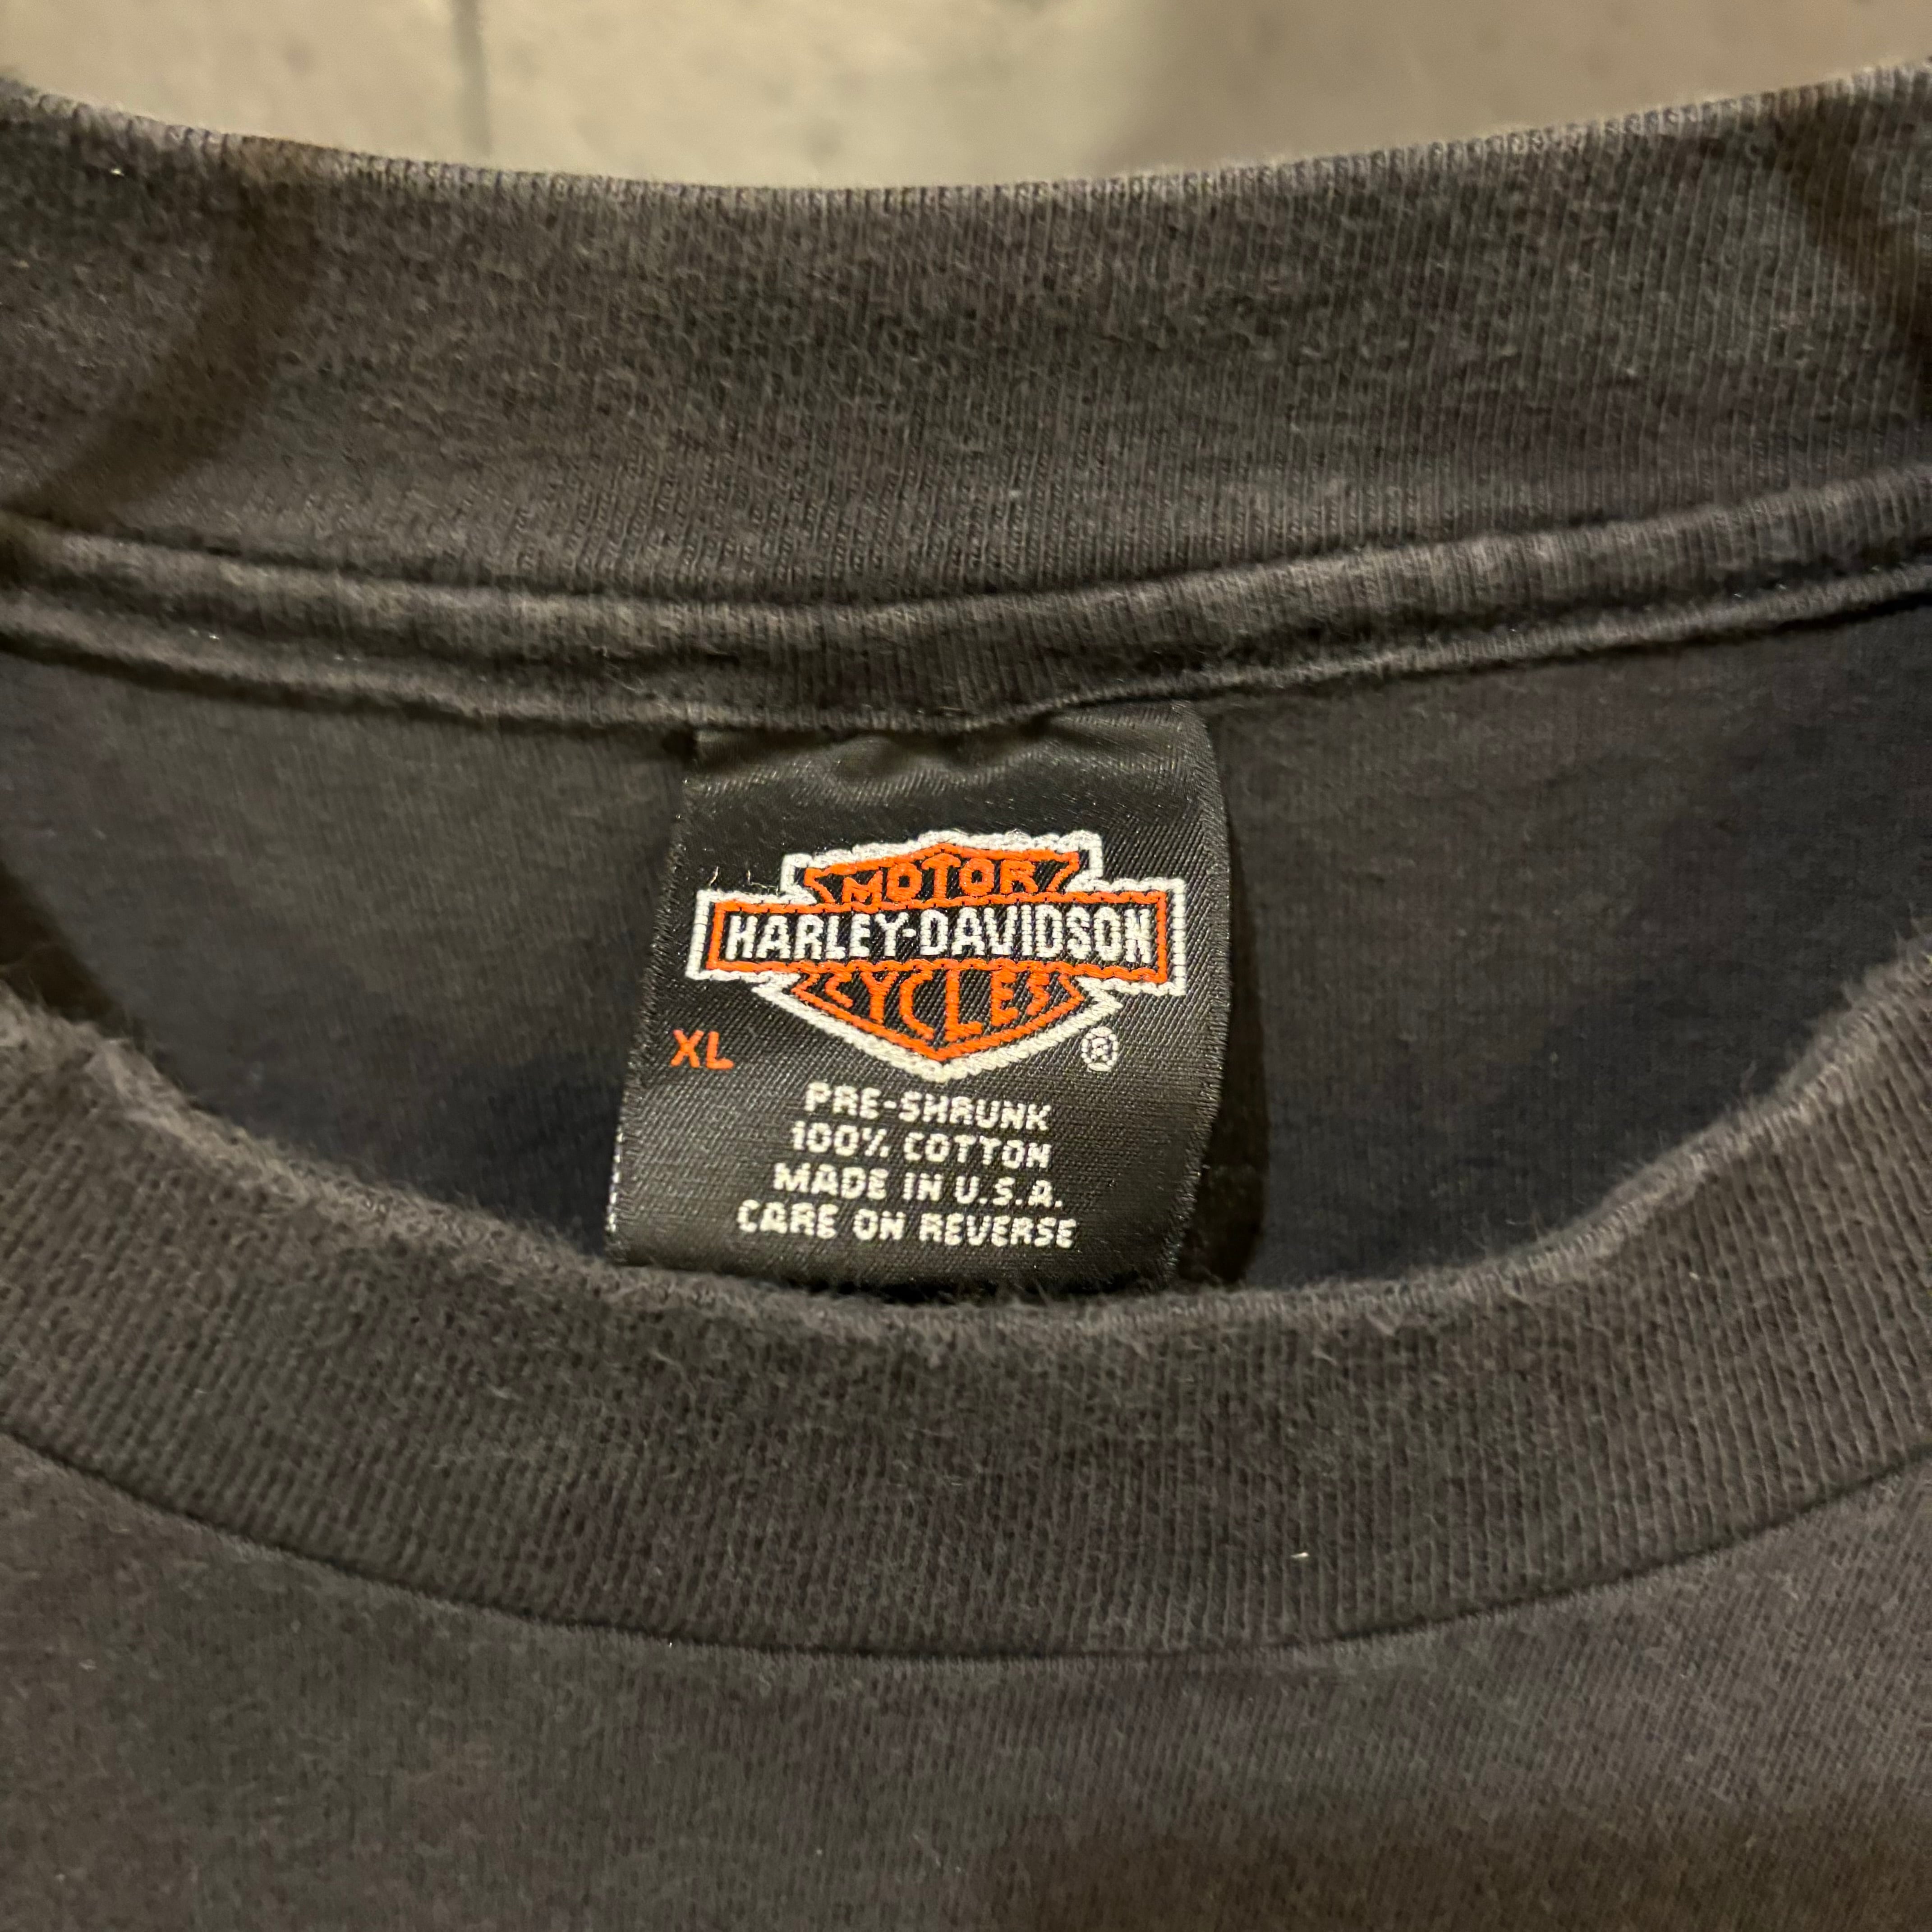 MOTOR
HARLEY-DAVIDSON
CYCLES
XL
®
PRE-SHRUNK
100% COTTON
MADE IN U.S.A.
CARE ON REVERSE